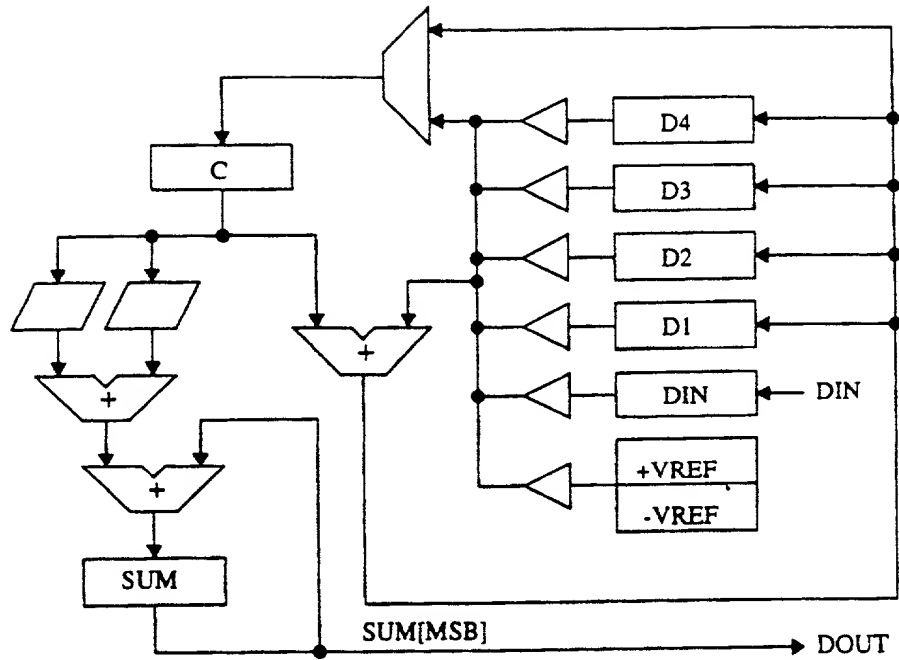 D4
C
D3
D2
+
D1
+
DIN
DIN
+
+VREF
-VREF
SUM
SUM[MSB]
DOUT